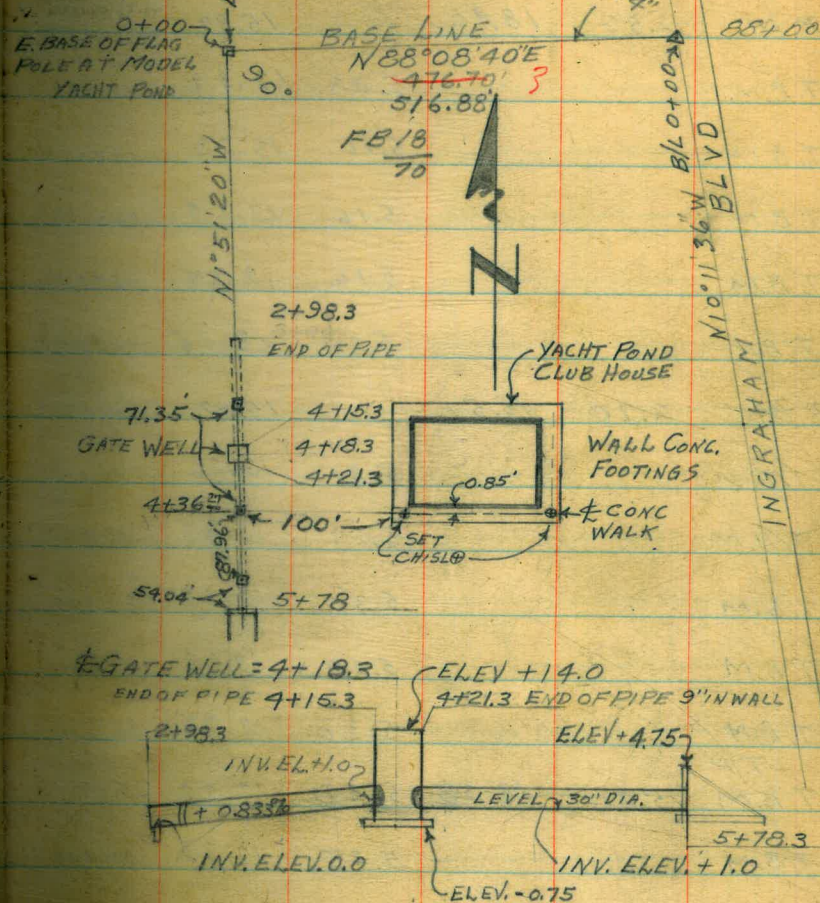 0+00
E. BASE OF FLAG
POLE AT MODEL
YACHT POND
90°
BASE LINE
N88°08'40"E
476.70'
3
516.88'
FB 18
70
4"
88+00
B/L 0+00
N10°11'36"W
INGRAHAM BLVD
N1°51'20"W
N
2+98.3
END OF PIPE
YACHT POND
CLUB HOUSE
71.35'
4+15.3
GATE WELL
4+18.3
4+21.3
WALL CONC.
FOOTINGS
0.85'
100'
℄ CONC
WALK
SET
CHISL ⊕
87.96'
54.04'
5+78
℄ GATE WELL = 4+18.3
ELEV +14.0
END OF PIPE 4+15.3
4+21.3 END OF PIPE 9" IN WALL
2+98.3
ELEV +4.75
INV. EL. +1.0
+ 0.833%
LEVEL 30" DIA.
5+78.3
INV. ELEV. 0.0
INV. ELEV. +1.0
ELEV. -0.75